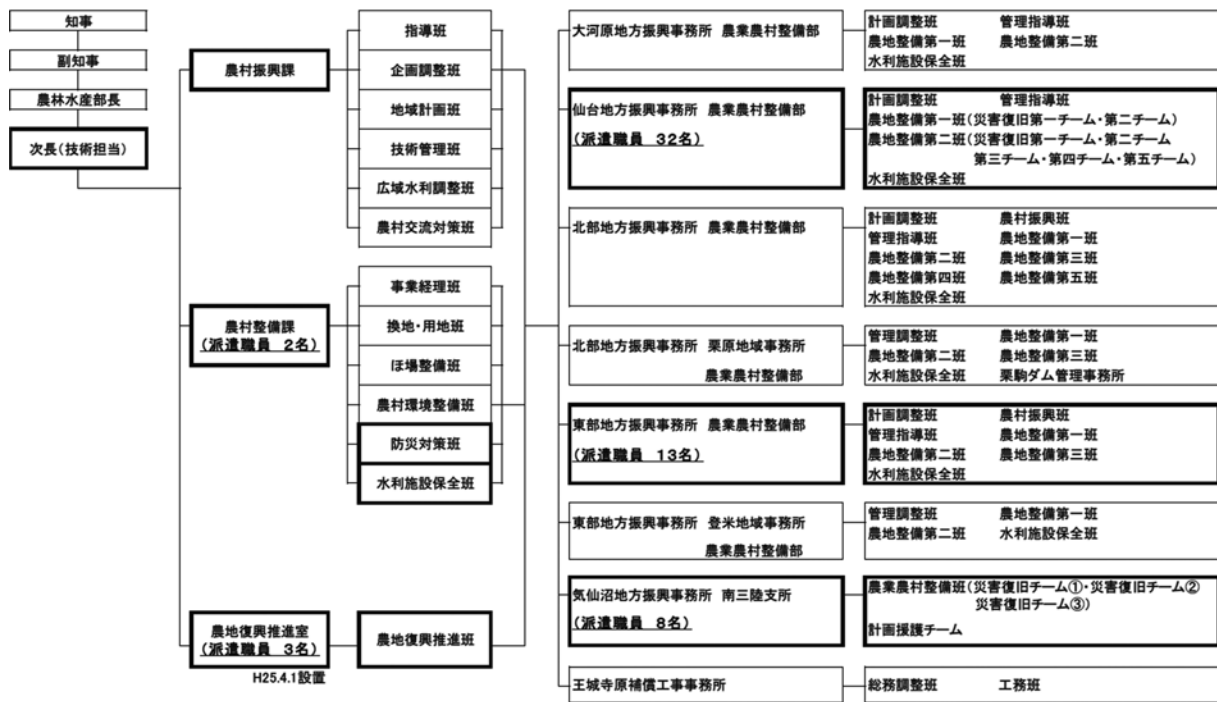 知事
副知事
農林水産部長
次長(技術担当)
農村振興課
指導班
企画調整班
地域計画班
技術管理班
広域水利調整班
農村交流対策班
農村整備課
(派遣職員 2名)
事業経理班
換地・用地班
ほ場整備班
農村環境整備班
防災対策班
水利施設保全班
農地復興推進室
(派遣職員 3名)
H25.4.1設置
農地復興推進班
大河原地方振興事務所 農業農村整備部
計画調整班 管理指導班
農地整備第一班 農地整備第二班
水利施設保全班
仙台地方振興事務所 農業農村整備部
(派遣職員 32名)
計画調整班 管理指導班
農地整備第一班(災害復旧第一チーム・第二チーム)
農地整備第二班(災害復旧第一チーム・第二チーム
第三チーム・第四チーム・第五チーム)
水利施設保全班
北部地方振興事務所 農業農村整備部
計画調整班 農村振興班
管理指導班 農地整備第一班
農地整備第二班 農地整備第三班
農地整備第四班 農地整備第五班
水利施設保全班
北部地方振興事務所 栗原地域事務所
農業農村整備部
管理調整班 農地整備第一班
農地整備第二班 農地整備第三班
水利施設保全班 栗駒ダム管理事務所
東部地方振興事務所 農業農村整備部
(派遣職員 13名)
計画調整班 農村振興班
管理指導班 農地整備第一班
農地整備第二班 農地整備第三班
水利施設保全班
東部地方振興事務所 登米地域事務所
農業農村整備部
管理調整班 農地整備第一班
農地整備第二班 水利施設保全班
気仙沼地方振興事務所 南三陸支所
(派遣職員 8名)
農業農村整備班(災害復旧チーム①・災害復旧チーム②
災害復旧チーム③)
計画援護チーム
王城寺原補償工事事務所
総務調整班 工務班